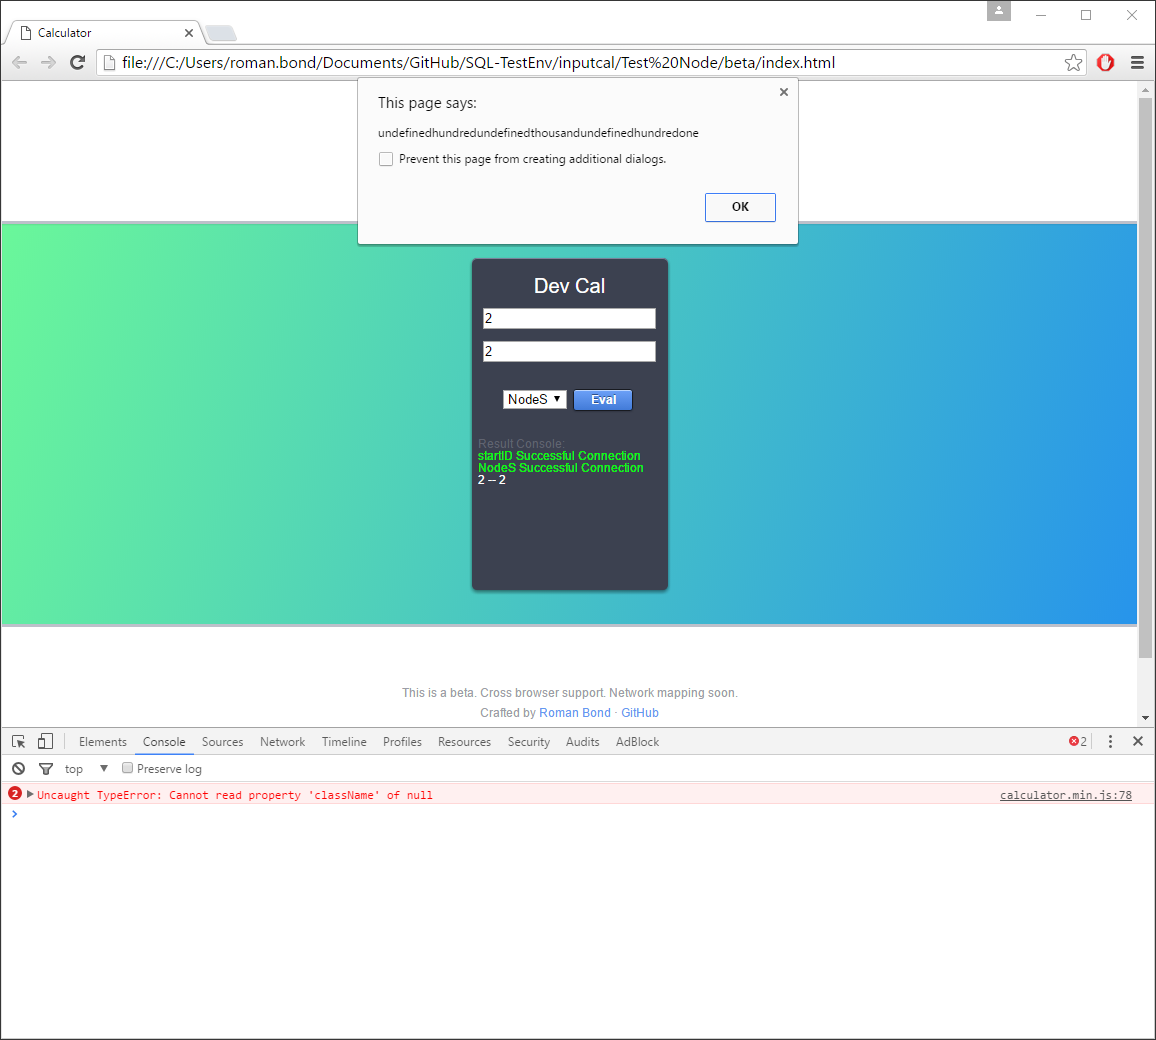 Calculator
file:///C:/Users/roman.bond/Documents/GitHub/SQL-TestEnv/inputcal/Test%20Node/beta/index.html
This page says:
undefinedhundredundefinedthousandundefinedhundredone
Prevent this page from creating additional dialogs.
OK
Dev Cal
2
2
NodeS Eval
Result Console:
startID Successful Connection
NodeS Successful Connection
2 -- 2
This is a beta. Cross browser support. Network mapping soon.
Crafted by Roman Bond · GitHub
Elements Console Sources Network Timeline Profiles Resources Security Audits AdBlock 2
top Preserve log
2 Uncaught TypeError: Cannot read property 'className' of null calculator.min.js:78